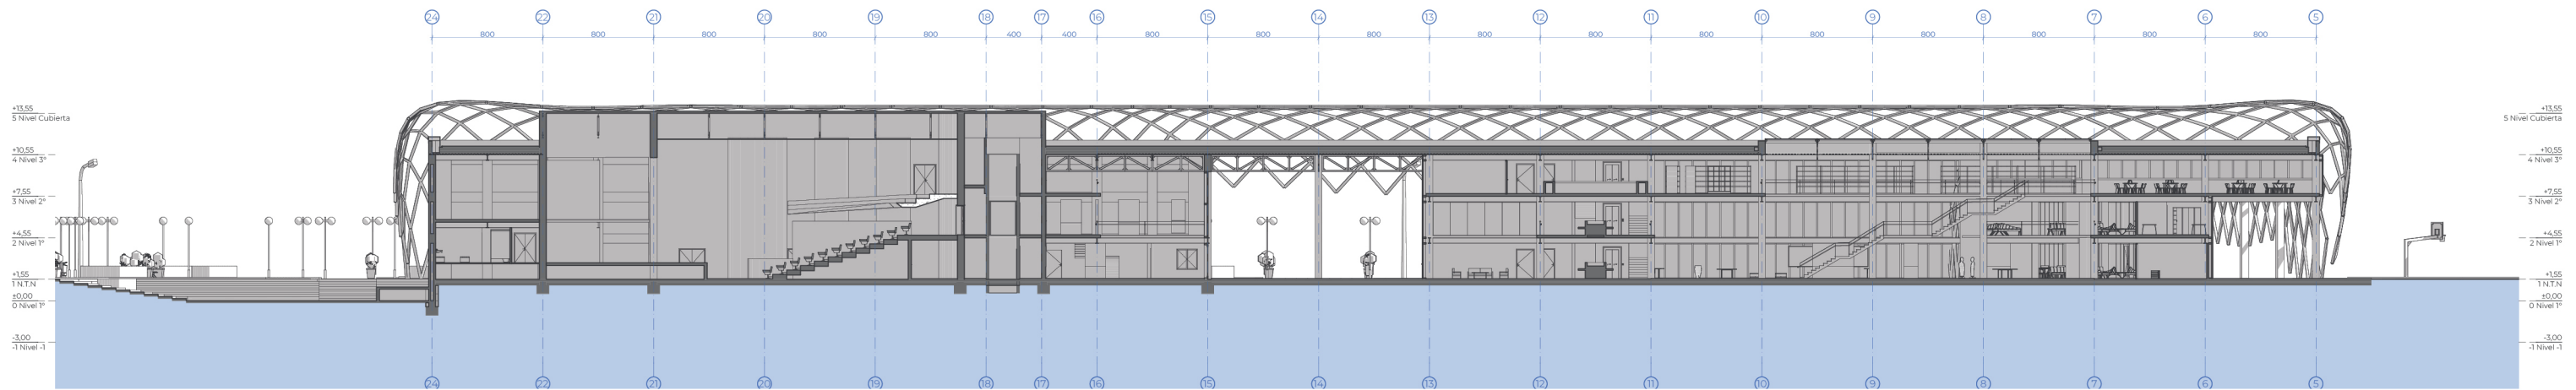 24 22 21 20 19 18 17 16 15 14 13 12 11 10 9 8 7 6 5
800 800 800 800 800 400 400 800 800 800 800 800 800 800 800 800 800 800
+13,55
5 Nivel Cubierta
+10,55
4 Nivel 3°
+7,55
3 Nivel 2°
+4,55
2 Nivel 1°
+1,55
1 N.T.N
±0,00
0 Nivel 1°
-3,00
-1 Nivel -1
+13,55
5 Nivel Cubierta
+10,55
4 Nivel 3°
+7,55
3 Nivel 2°
+4,55
2 Nivel 1°
+1,55
1 N.T.N
±0,00
0 Nivel 1°
-3,00
-1 Nivel -1
24 22 21 20 19 18 17 16 15 14 13 12 11 10 9 8 7 6 5